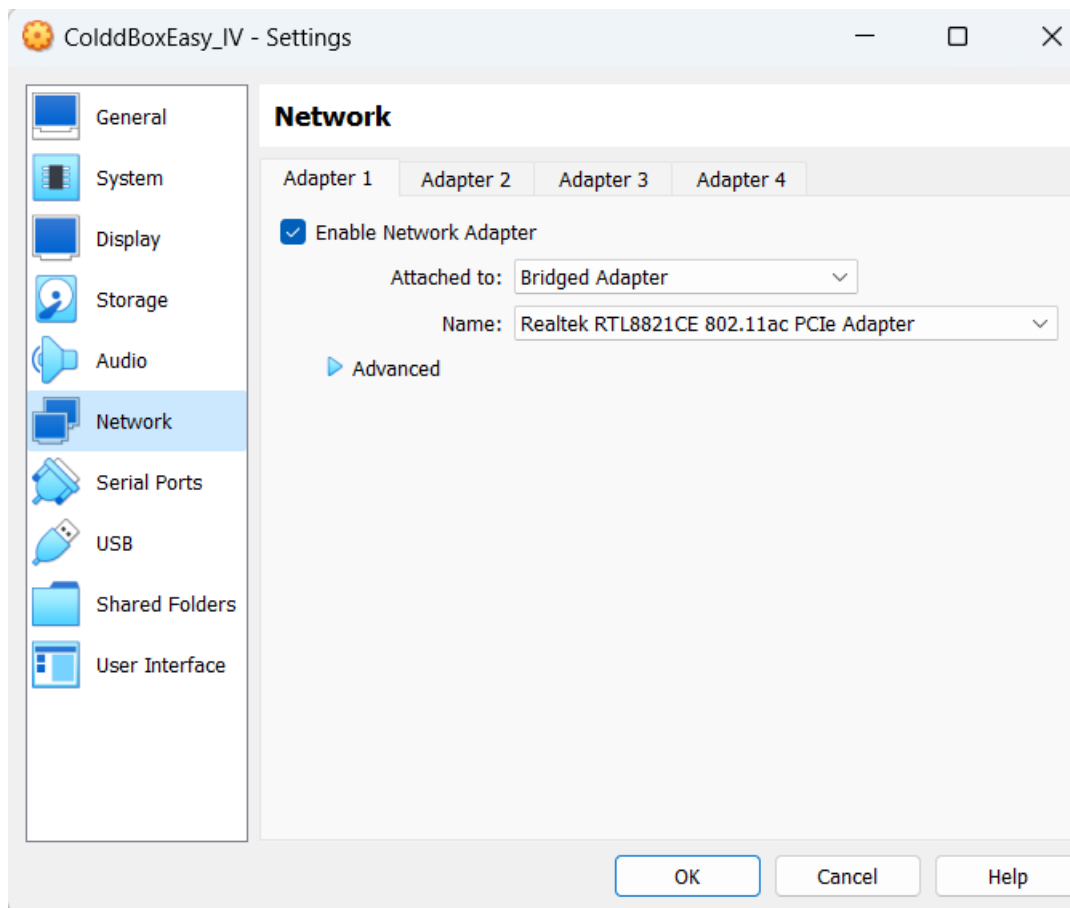 ColddBoxEasy_IV - Settings
General
System
Display
Storage
Audio
Network
Serial Ports
USB
Shared Folders
User Interface
Network
Adapter 1 Adapter 2 Adapter 3 Adapter 4
Enable Network Adapter
Attached to: Bridged Adapter
Name: Realtek RTL8821CE 802.11ac PCIe Adapter
Advanced
OK Cancel Help